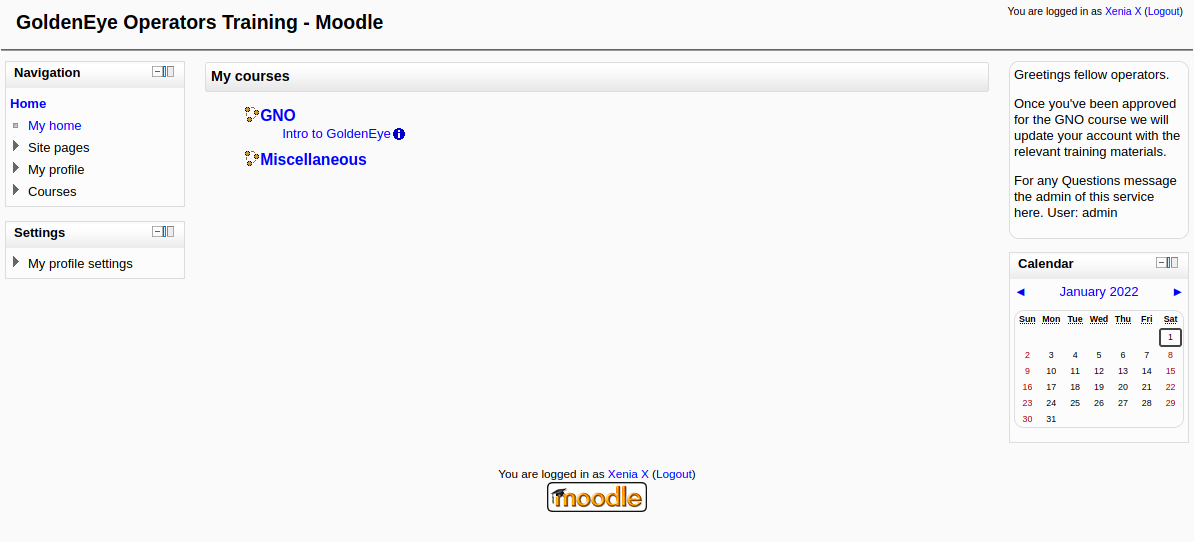 GoldenEye Operators Training - Moodle
You are logged in as Xenia X (Logout)
Navigation
Home
My home
Site pages
My profile
Courses
Settings
My profile settings
My courses
GNO
Intro to GoldenEye
Miscellaneous
Greetings fellow operators.
Once you've been approved
for the GNO course we will
update your account with the
relevant training materials.
For any Questions message
the admin of this service
here. User: admin
Calendar
◄ January 2022 ►
Sun Mon Tue Wed Thu Fri Sat
1
2 3 4 5 6 7 8
9 10 11 12 13 14 15
16 17 18 19 20 21 22
23 24 25 26 27 28 29
30 31
You are logged in as Xenia X (Logout)
moodle